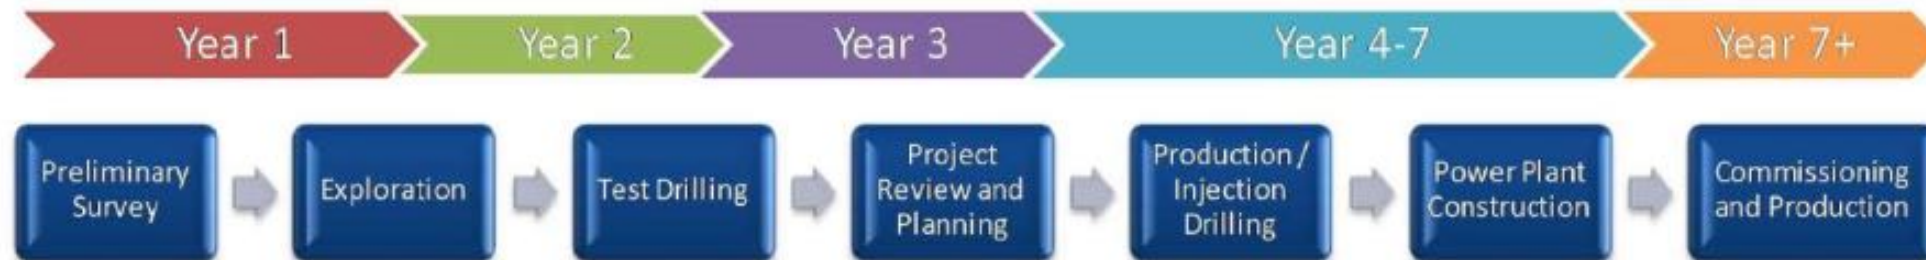 Year 1
Year 2
Year 3
Year 4-7
Year 7+
Preliminary
Survey
Exploration
Test Drilling
Project
Review and
Planning
Production /
Injection
Drilling
Power Plant
Construction
Commissioning
and Production